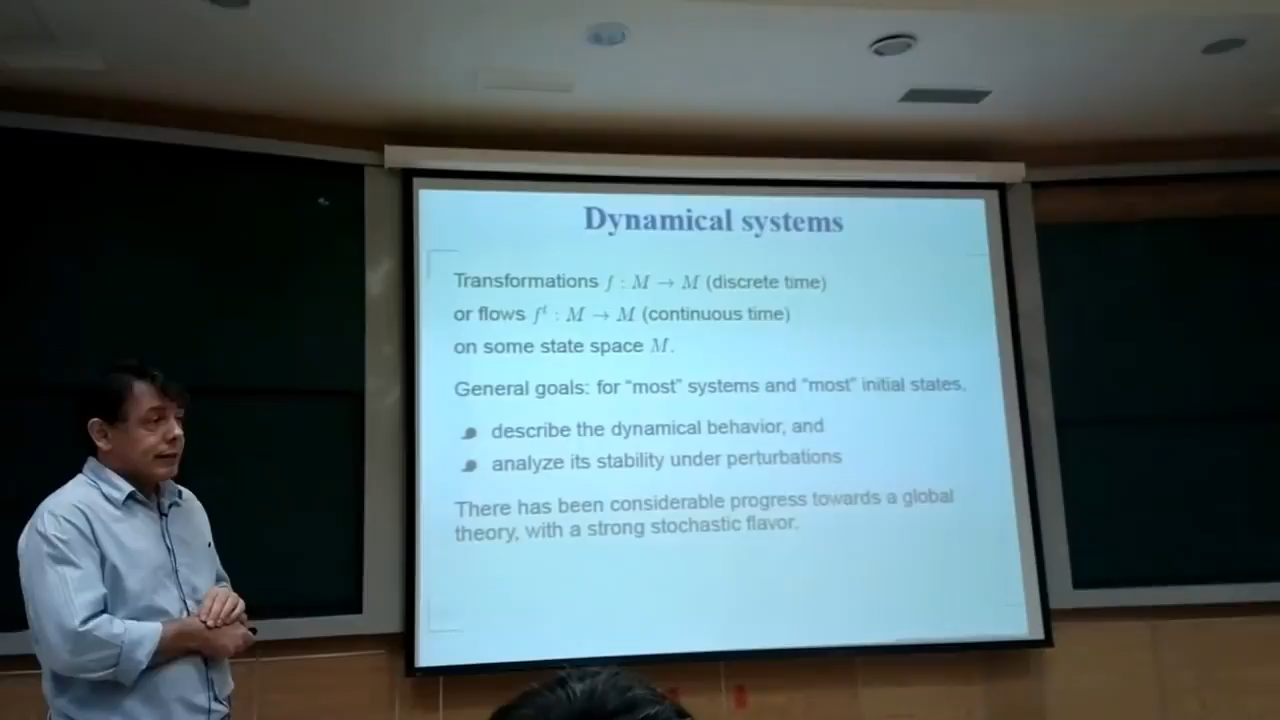 Dynamical systems
Transformations f : M → M (discrete time)
or flows fᵗ : M → M (continuous time)
on some state space M.
General goals: for “most” systems and “most” initial states,
describe the dynamical behavior, and
analyze its stability under perturbations
There has been considerable progress towards a global
theory, with a strong stochastic flavor.